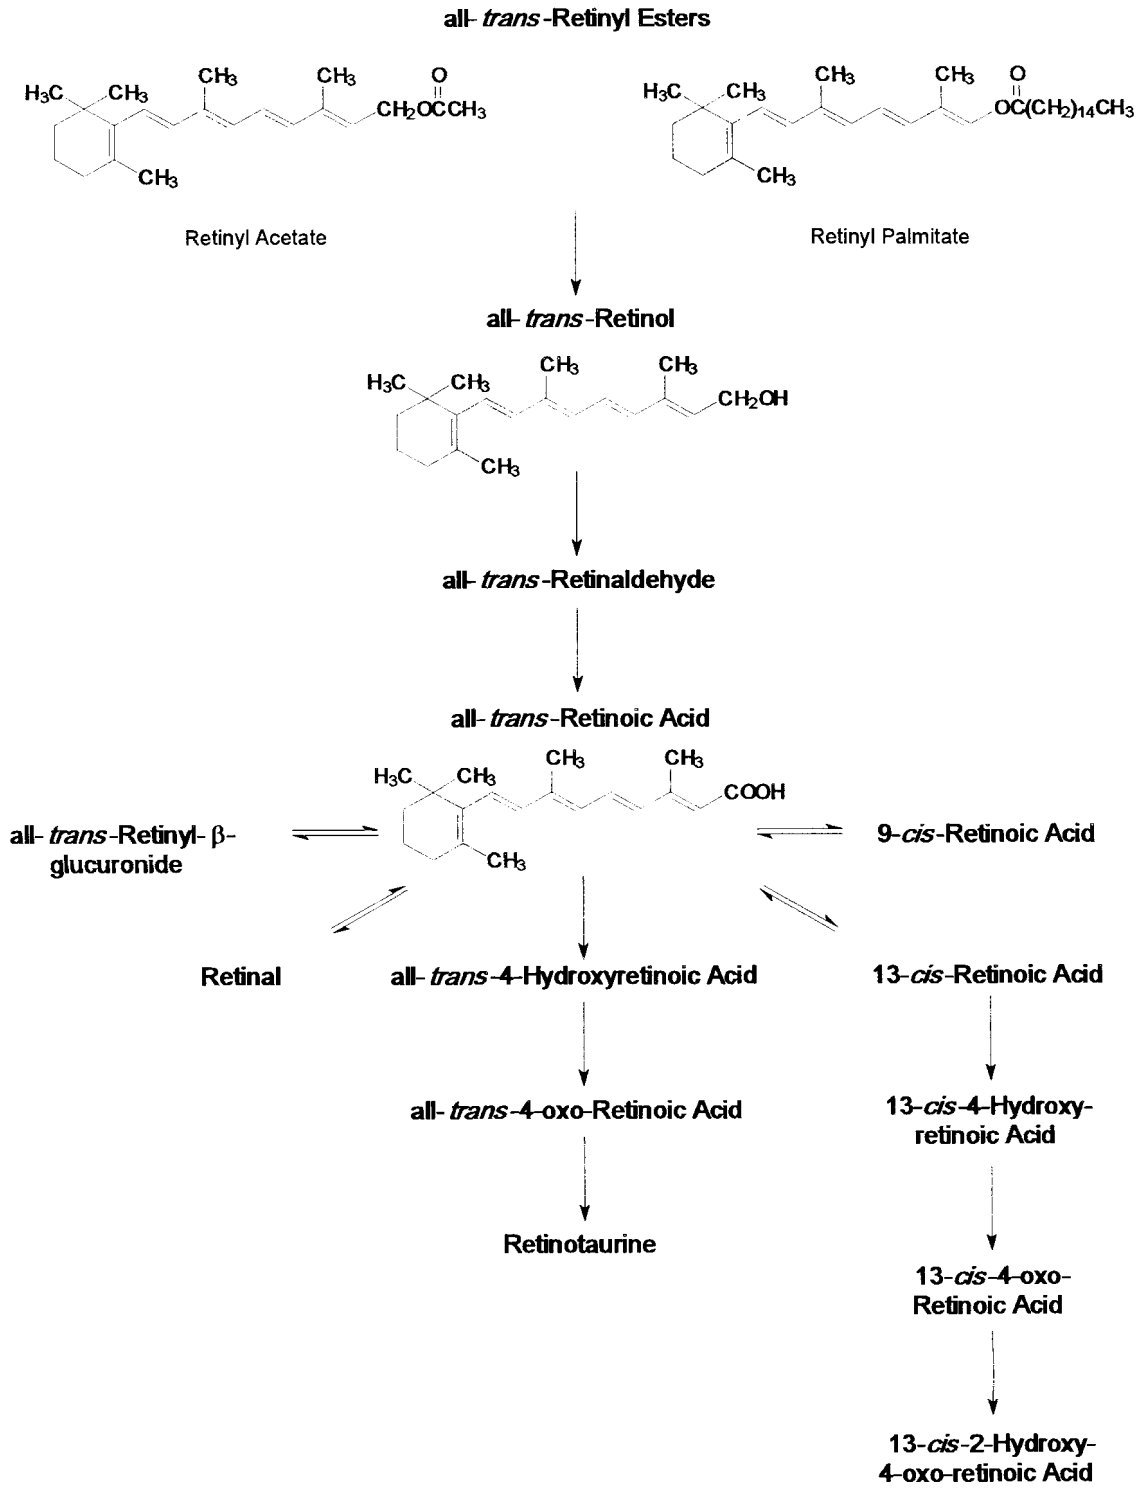 all-trans-Retinyl Esters
H₃C CH₃ CH₃ CH₃ O CH₂OCCH₃
CH₃
H₃C CH₃ CH₃ CH₃ O OC(CH₂)₁₄CH₃
CH₃
Retinyl Acetate
Retinyl Palmitate
all-trans-Retinol
H₃C CH₃ CH₃ CH₃ CH₂OH
CH₃
all-trans-Retinaldehyde
all-trans-Retinoic Acid
H₃C CH₃ CH₃ CH₃ COOH
CH₃
all-trans-Retinyl-β-
glucuronide
9-cis-Retinoic Acid
Retinal
all-trans-4-Hydroxyretinoic Acid
13-cis-Retinoic Acid
all-trans-4-oxo-Retinoic Acid
13-cis-4-Hydroxy-
retinoic Acid
Retinotaurine
13-cis-4-oxo-
Retinoic Acid
13-cis-2-Hydroxy-
4-oxo-retinoic Acid